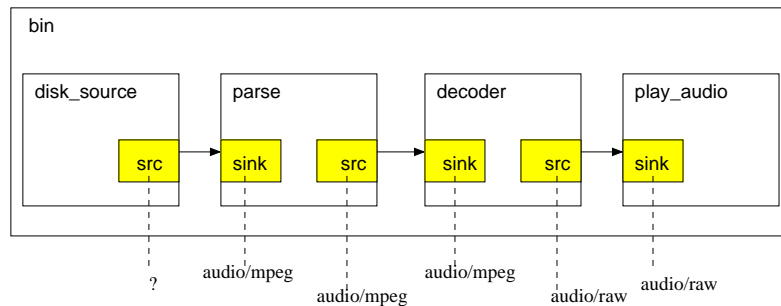 bin
disk_source
parse
decoder
play_audio
src
sink
src
sink
src
sink
?
audio/mpeg
audio/mpeg
audio/mpeg
audio/raw
audio/raw